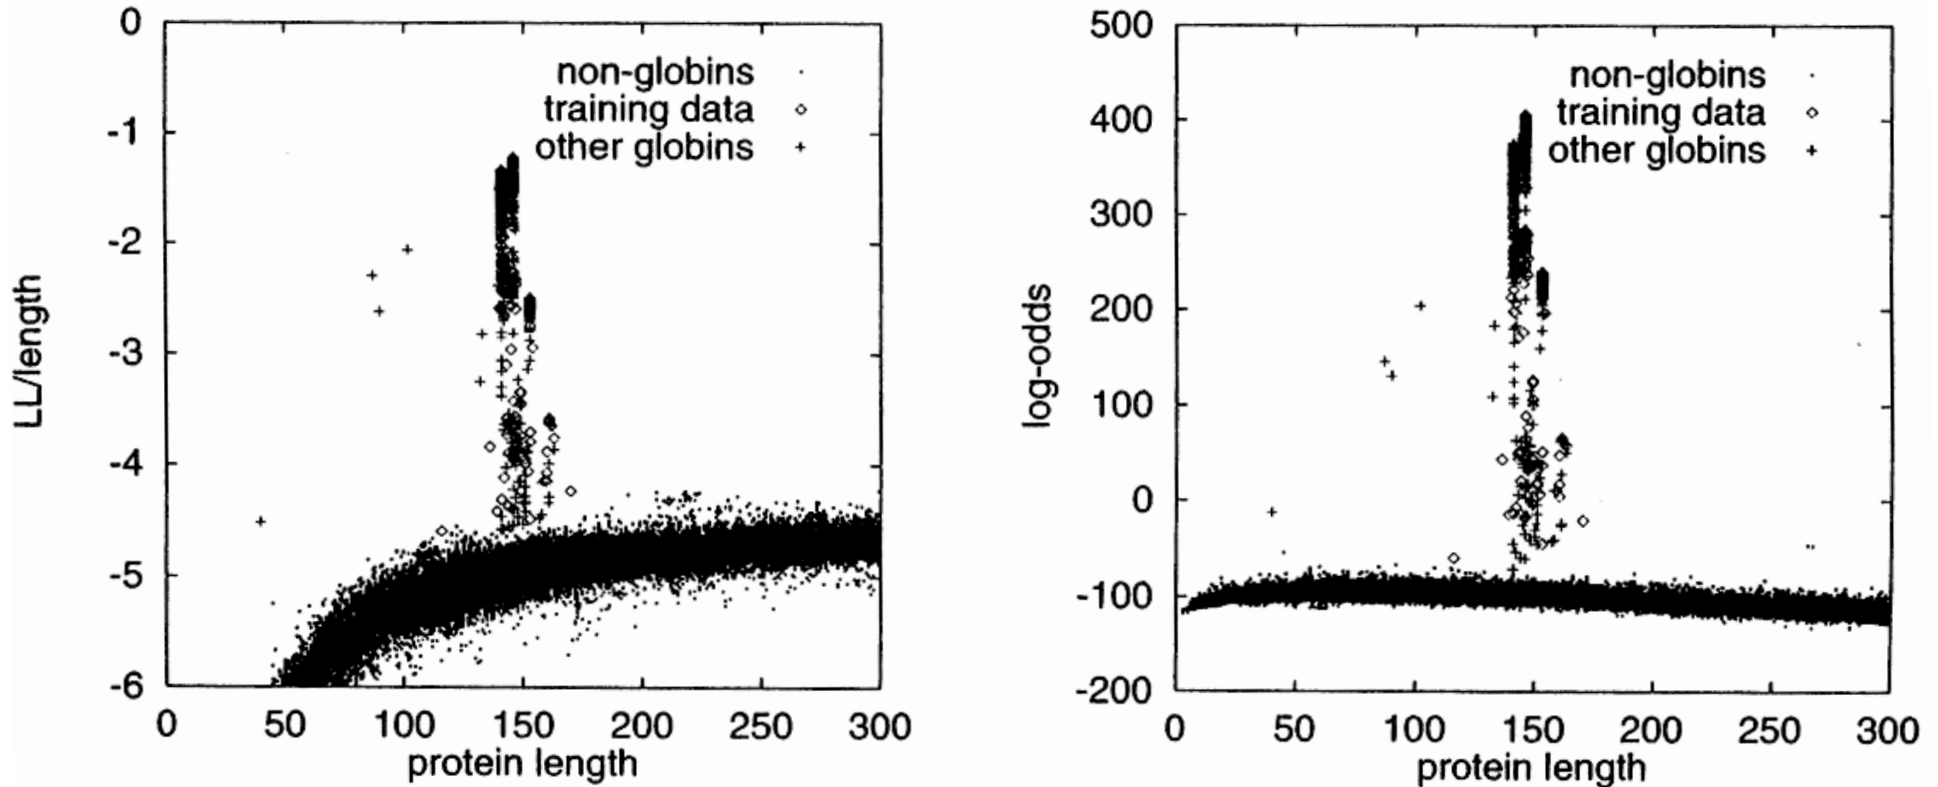 0
-1
-2
-3
-4
-5
-6
LL/length
non-globins
training data
other globins
0 50 100 150 200 250 300
protein length
500
400
300
200
100
0
-100
-200
log-odds
non-globins
training data
other globins
0 50 100 150 200 250 300
protein length